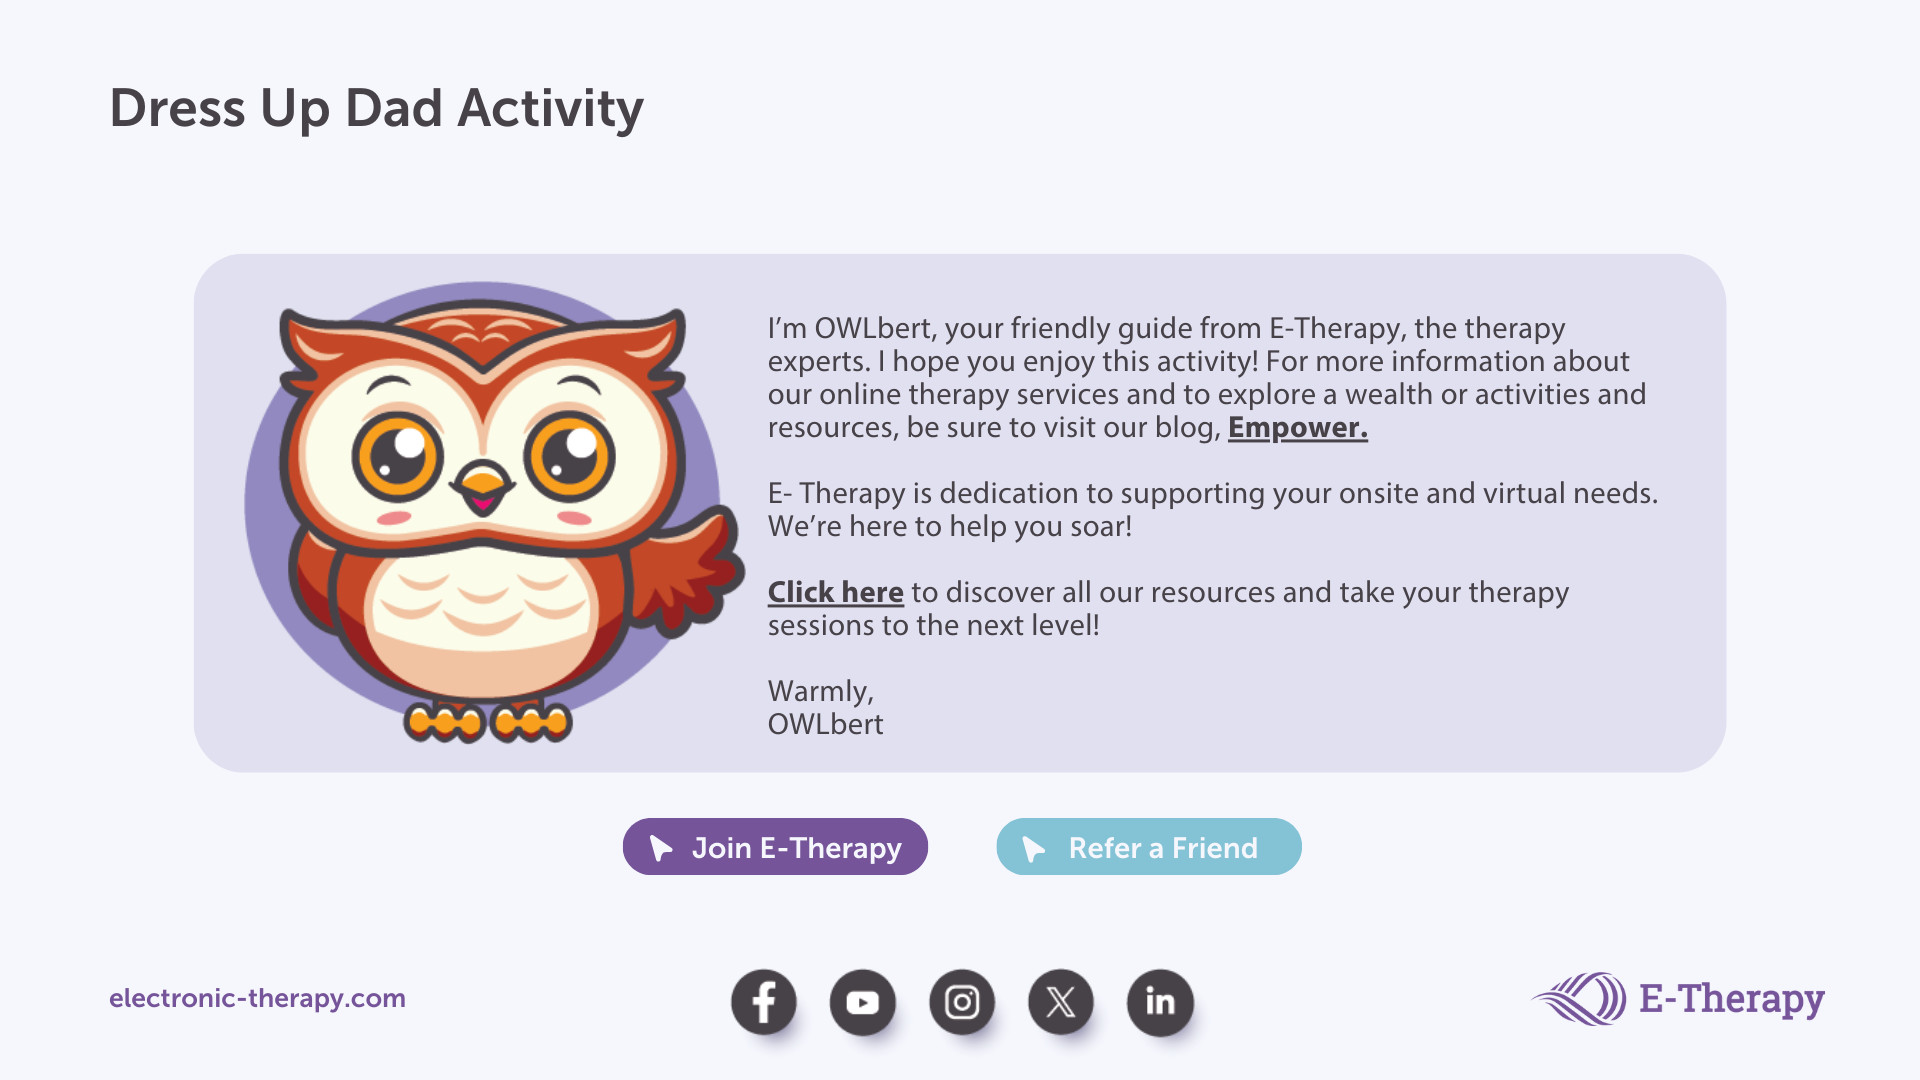 Dress Up Dad Activity
I’m OWLbert, your friendly guide from E-Therapy, the therapy
experts. I hope you enjoy this activity! For more information about
our online therapy services and to explore a wealth or activities and
resources, be sure to visit our blog, Empower.
E- Therapy is dedication to supporting your onsite and virtual needs.
We’re here to help you soar!
Click here to discover all our resources and take your therapy
sessions to the next level!
Warmly,
OWLbert
Join E-Therapy
Refer a Friend
electronic-therapy.com
E-Therapy